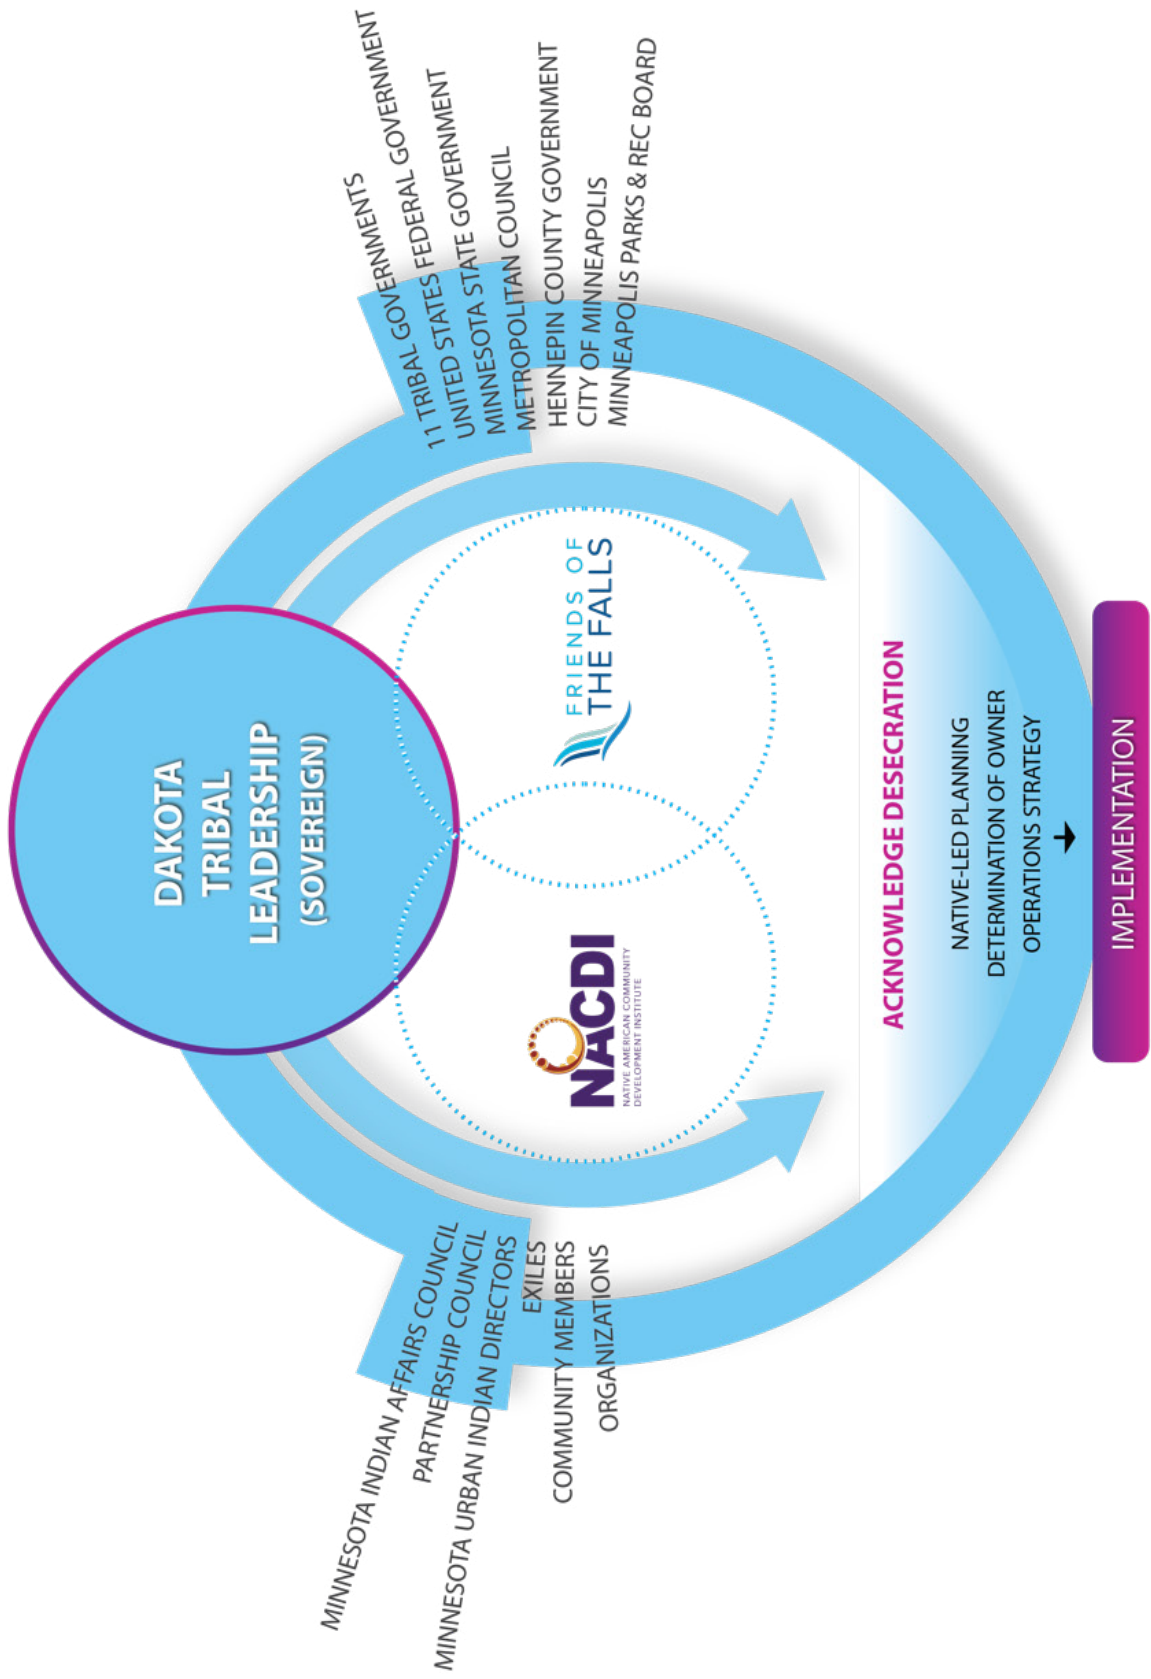 DAKOTA
TRIBAL
LEADERSHIP
(SOVEREIGN)
MINNESOTA INDIAN AFFAIRS COUNCIL
PARTNERSHIP COUNCIL
MINNESOTA URBAN INDIAN DIRECTORS
EXILES
COMMUNITY MEMBERS
ORGANIZATIONS
11 TRIBAL GOVERNMENTS
UNITED STATES FEDERAL GOVERNMENT
MINNESOTA STATE GOVERNMENT
METROPOLITAN COUNCIL
HENNEPIN COUNTY GOVERNMENT
CITY OF MINNEAPOLIS
MINNEAPOLIS PARKS & REC BOARD
NACDI
NATIVE AMERICAN COMMUNITY
DEVELOPMENT INSTITUTE
FRIENDS OF
THE FALLS
ACKNOWLEDGE DESECRATION
NATIVE-LED PLANNING
DETERMINATION OF OWNER
OPERATIONS STRATEGY
IMPLEMENTATION